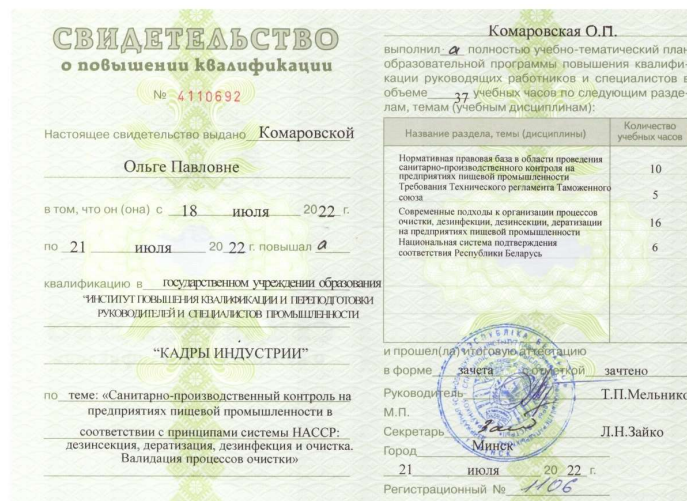 СВИДЕТЕЛЬСТВО
о повышении квалификации
№ 4110692
Настоящее свидетельство выдано Комаровской
Ольге Павловне
в том, что он (она) с 18 июля 2022 г.
по 21 июля 20 22 г. повышал а
квалификацию в государственном учреждении образования
"ИНСТИТУТ ПОВЫШЕНИЯ КВАЛИФИКАЦИИ И ПЕРЕПОДГОТОВКИ
РУКОВОДИТЕЛЕЙ И СПЕЦИАЛИСТОВ ПРОМЫШЛЕННОСТИ
"КАДРЫ ИНДУСТРИИ"
по теме: «Санитарно-производственный контроль на
предприятиях пищевой промышленности в
соответствии с принципами системы НАССР:
дезинсекция, дератизация, дезинфекция и очистка.
Валидация процессов очистки»
Комаровская О.П.
выполнил а полностью учебно-тематический план
образовательной программы повышения квалифи-
кации руководящих работников и специалистов в
объеме 37 учебных часов по следующим разде-
лам, темам (учебным дисциплинам):
Название раздела, темы (дисциплины)
Количество
учебных часов
Нормативная правовая база в области проведения
санитарно-производственного контроля на
предприятиях пищевой промышленности 10
Требования Технического регламента Таможенного
союза 5
Современные подходы к организации процессов
очистки, дезинфекции, дезинсекции, дератизации
на предприятиях пищевой промышленности 16
Национальная система подтверждения
соответствия Республики Беларусь 6
и прошел(ла) итоговую аттестацию
в форме зачета с отметкой зачтено
Руководитель Т.П.Мельнико
М.П.
Секретарь Л.Н.Зайко
Город Минск
21 июля 20 22 г.
Регистрационный № 1106